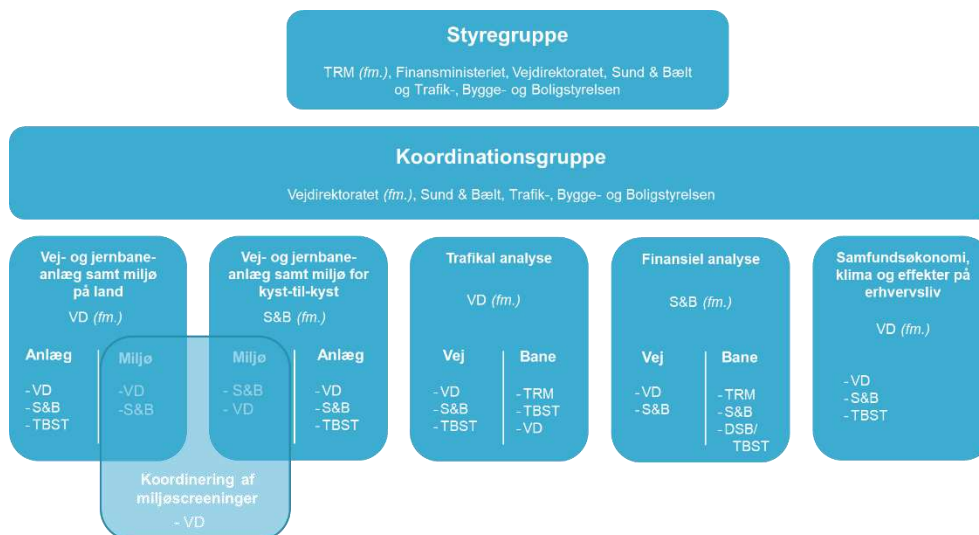 Styregruppe
TRM (fm.), Finansministeriet, Vejdirektoratet, Sund & Bælt
og Trafik-, Bygge- og Boligstyrelsen
Koordinationsgruppe
Vejdirektoratet (fm.), Sund & Bælt, Trafik-, Bygge- og Boligstyrelsen
Vej- og jernbane-
anlæg samt miljø
på land
VD (fm.)
Anlæg
- VD
- S&B
- TBST
Miljø
-VD
-S&B
Vej- og jernbane-
anlæg samt miljø for
kyst-til-kyst
S&B (fm.)
Miljø
- S&B
- VD
Anlæg
-VD
-S&B
-TBST
Koordinering af
miljøscreeninger
- VD
Trafikal analyse
VD (fm.)
Vej
- VD
- S&B
- TBST
Bane
- TRM
- TBST
- VD
Finansiel analyse
S&B (fm.)
Vej
- VD
- S&B
Bane
- TRM
- S&B
- DSB/
TBST
Samfundsøkonomi,
klima og effekter på
erhvervsliv
VD (fm.)
- VD
- S&B
- TBST